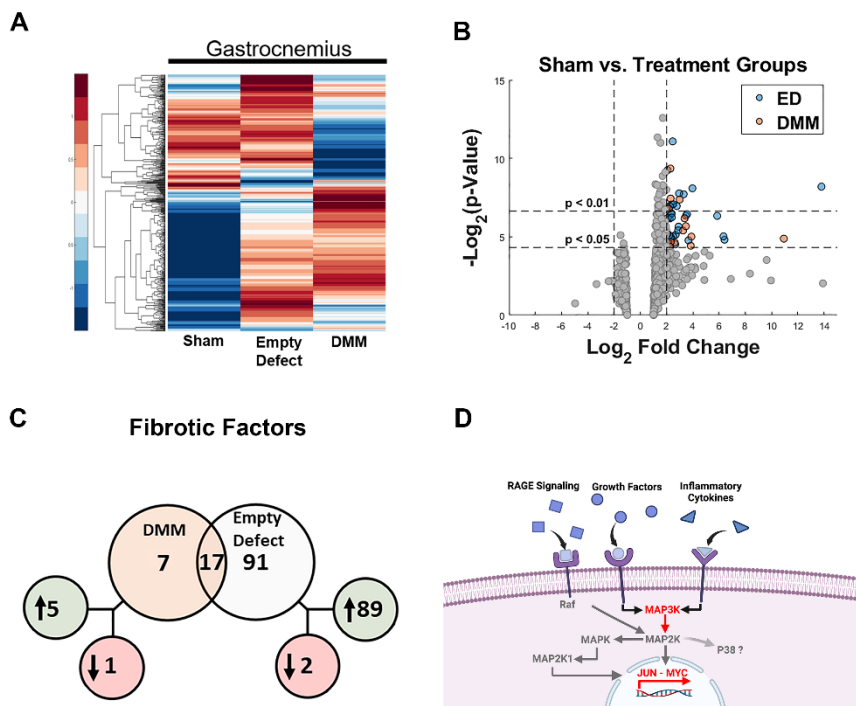 A
Gastrocnemius
Sham
Empty
Defect
DMM
B
Sham vs. Treatment Groups
15
10
5
0
-Log2(p-Value)
p < 0.01
p < 0.05
ED
DMM
-10 -8 -6 -4 -2 0 2 4 6 8 10 12 14
Log2 Fold Change
C
Fibrotic Factors
DMM
7
17
Empty
Defect
91
↑5
↓1
↑89
↓2
D
RAGE Signaling
Growth Factors
Inflammatory
Cytokines
Raf
MAP3K
MAPK
MAP2K
P38 ?
MAP2K1
JUN - MYC